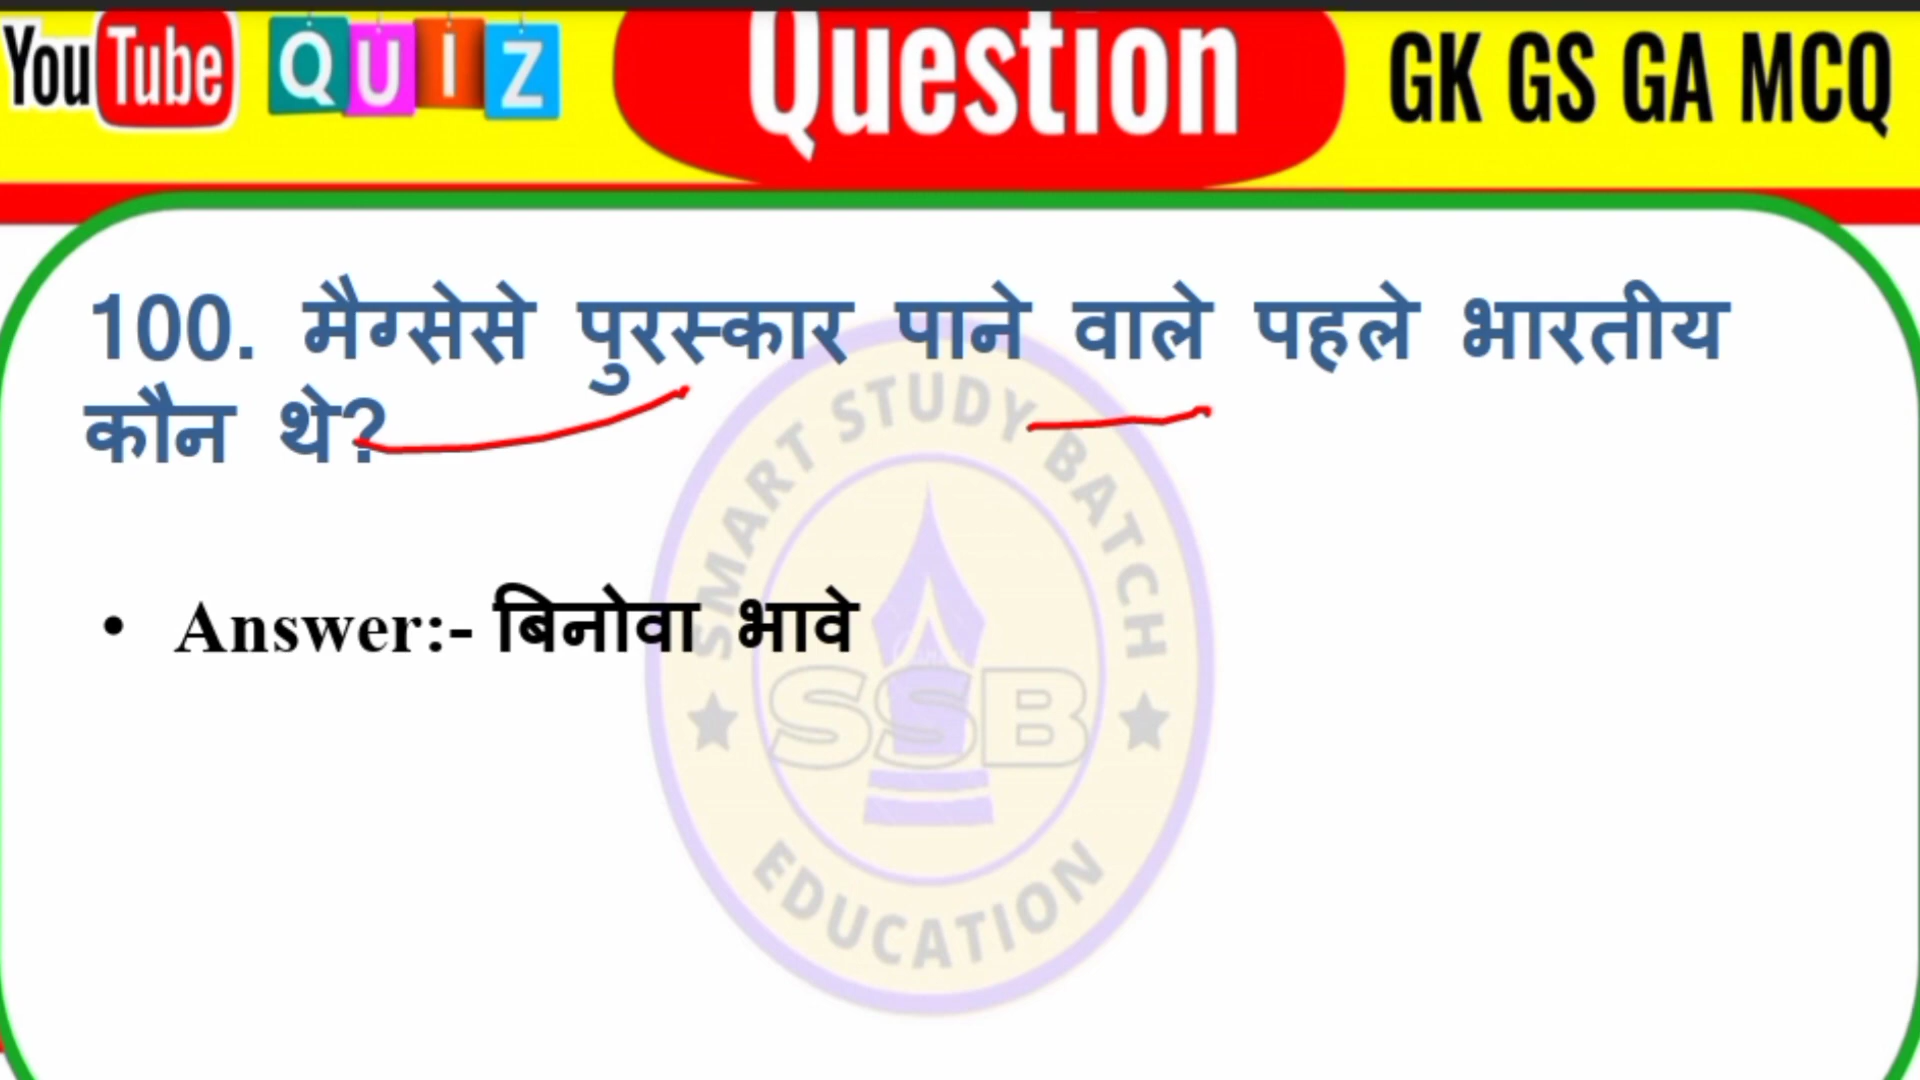 YouTube QUIZ Question GK GS GA MCQ
100. मैग्सेसे पुरस्कार पाने वाले पहले भारतीय
कौन थे?
• Answer:- बिनोवा भावे
SMART STUDY BATCH
SSB
EDUCATION